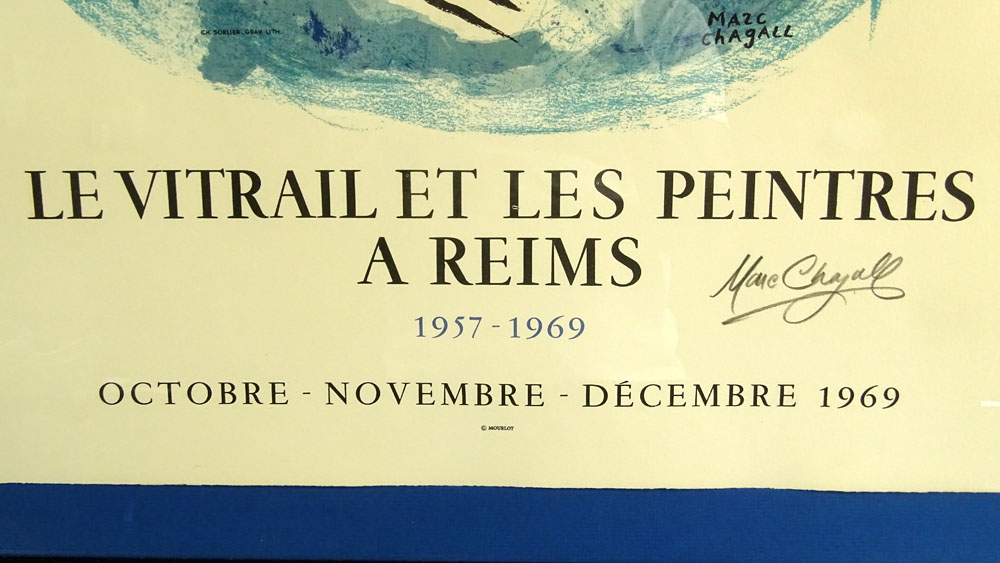 CH. SORLIER. GRAV. LITH.
MARC
CHAGALL
LE VITRAIL ET LES PEINTRES
A REIMS
Marc Chagall
1957 - 1969
OCTOBRE - NOVEMBRE - DÉCEMBRE 1969
© MOURLOT